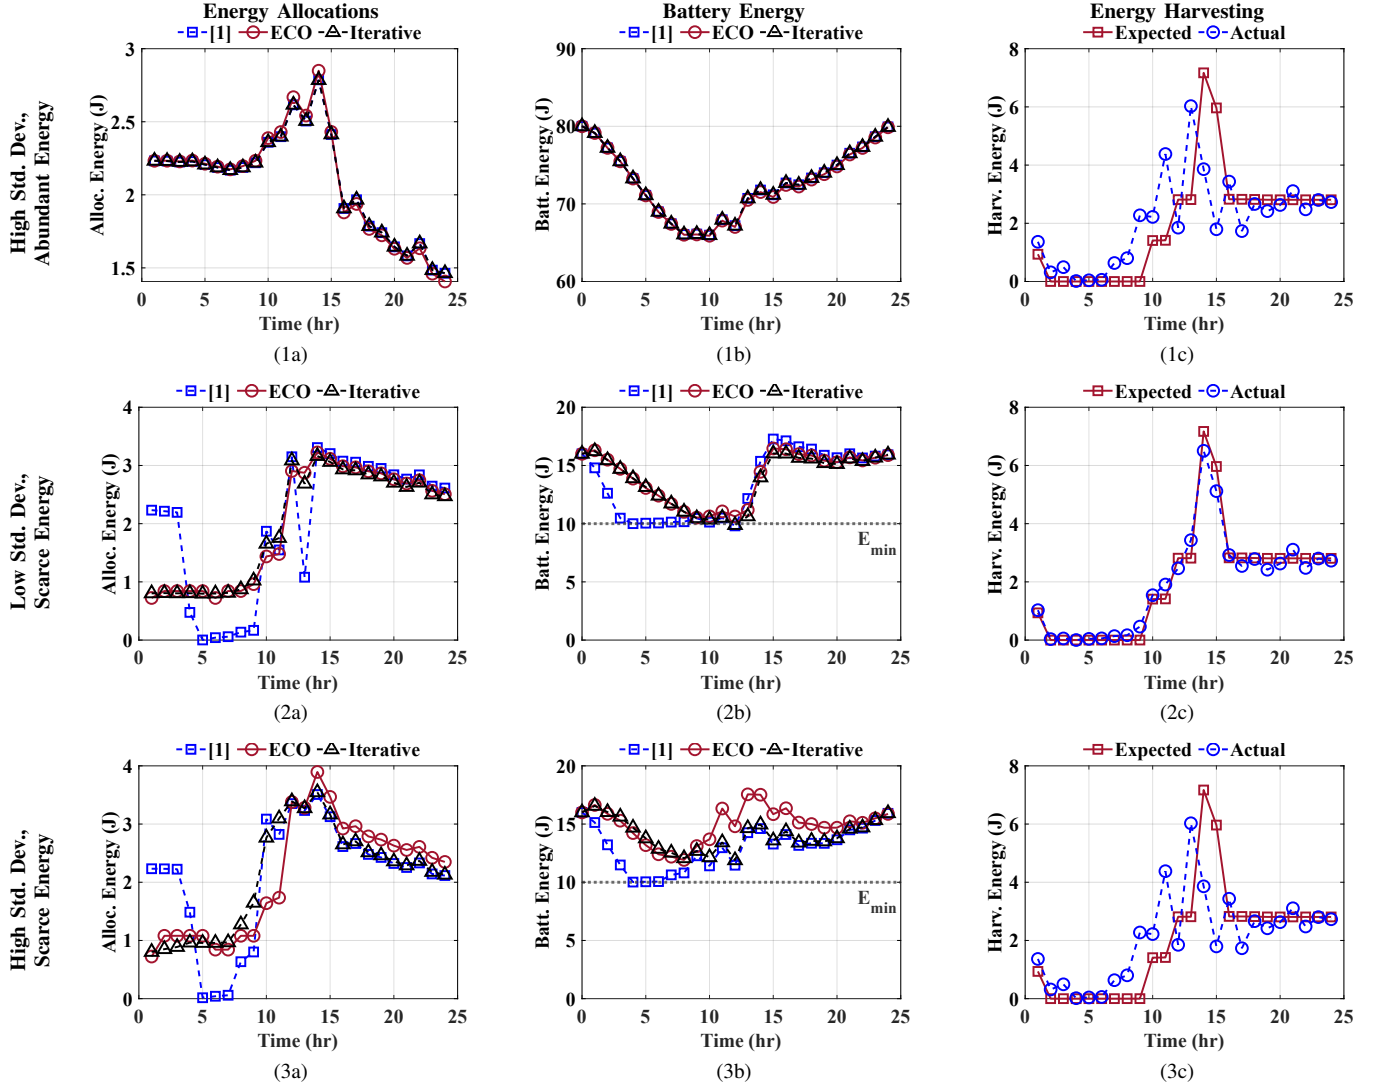 Energy Allocations
Battery Energy
Energy Harvesting
High Std. Dev.,
Abundant Energy
[1] ECO Iterative
Alloc. Energy (J)
3
2.5
2
1.5
0 5 10 15 20 25
Time (hr)
(1a)
[1] ECO Iterative
Batt. Energy (J)
90
80
70
60
0 5 10 15 20 25
Time (hr)
(1b)
Expected Actual
Harv. Energy (J)
8
6
4
2
0
0 5 10 15 20 25
Time (hr)
(1c)
Low Std. Dev.,
Scarce Energy
[1] ECO Iterative
Alloc. Energy (J)
4
3
2
1
0
0 5 10 15 20 25
Time (hr)
(2a)
[1] ECO Iterative
Batt. Energy (J)
20
15
10
5
0
E min
0 5 10 15 20 25
Time (hr)
(2b)
Expected Actual
Harv. Energy (J)
8
6
4
2
0
0 5 10 15 20 25
Time (hr)
(2c)
High Std. Dev.,
Scarce Energy
[1] ECO Iterative
Alloc. Energy (J)
4
3
2
1
0
0 5 10 15 20 25
Time (hr)
(3a)
[1] ECO Iterative
Batt. Energy (J)
20
15
10
5
0
E min
0 5 10 15 20 25
Time (hr)
(3b)
Expected Actual
Harv. Energy (J)
8
6
4
2
0
0 5 10 15 20 25
Time (hr)
(3c)